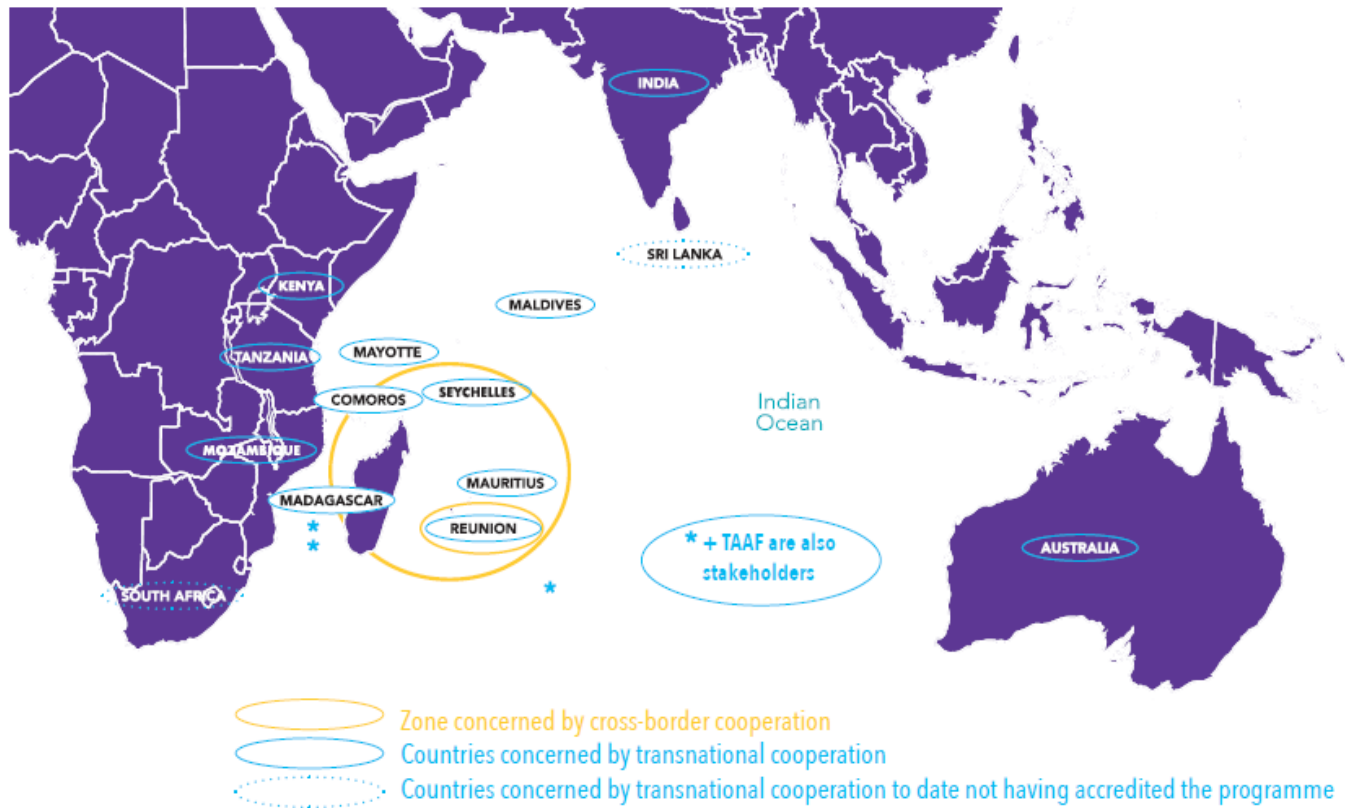 INDIA
SRI LANKA
KENYA
MALDIVES
TANZANIA
MAYOTTE
COMOROS
SEYCHELLES
Indian
Ocean
MOZAMBIQUE
MAURITIUS
MADAGASCAR
REUNION
*
*
* + TAAF are also
stakeholders
AUSTRALIA
SOUTH AFRICA
*
Zone concerned by cross-border cooperation
Countries concerned by transnational cooperation
Countries concerned by transnational cooperation to date not having accredited the programme